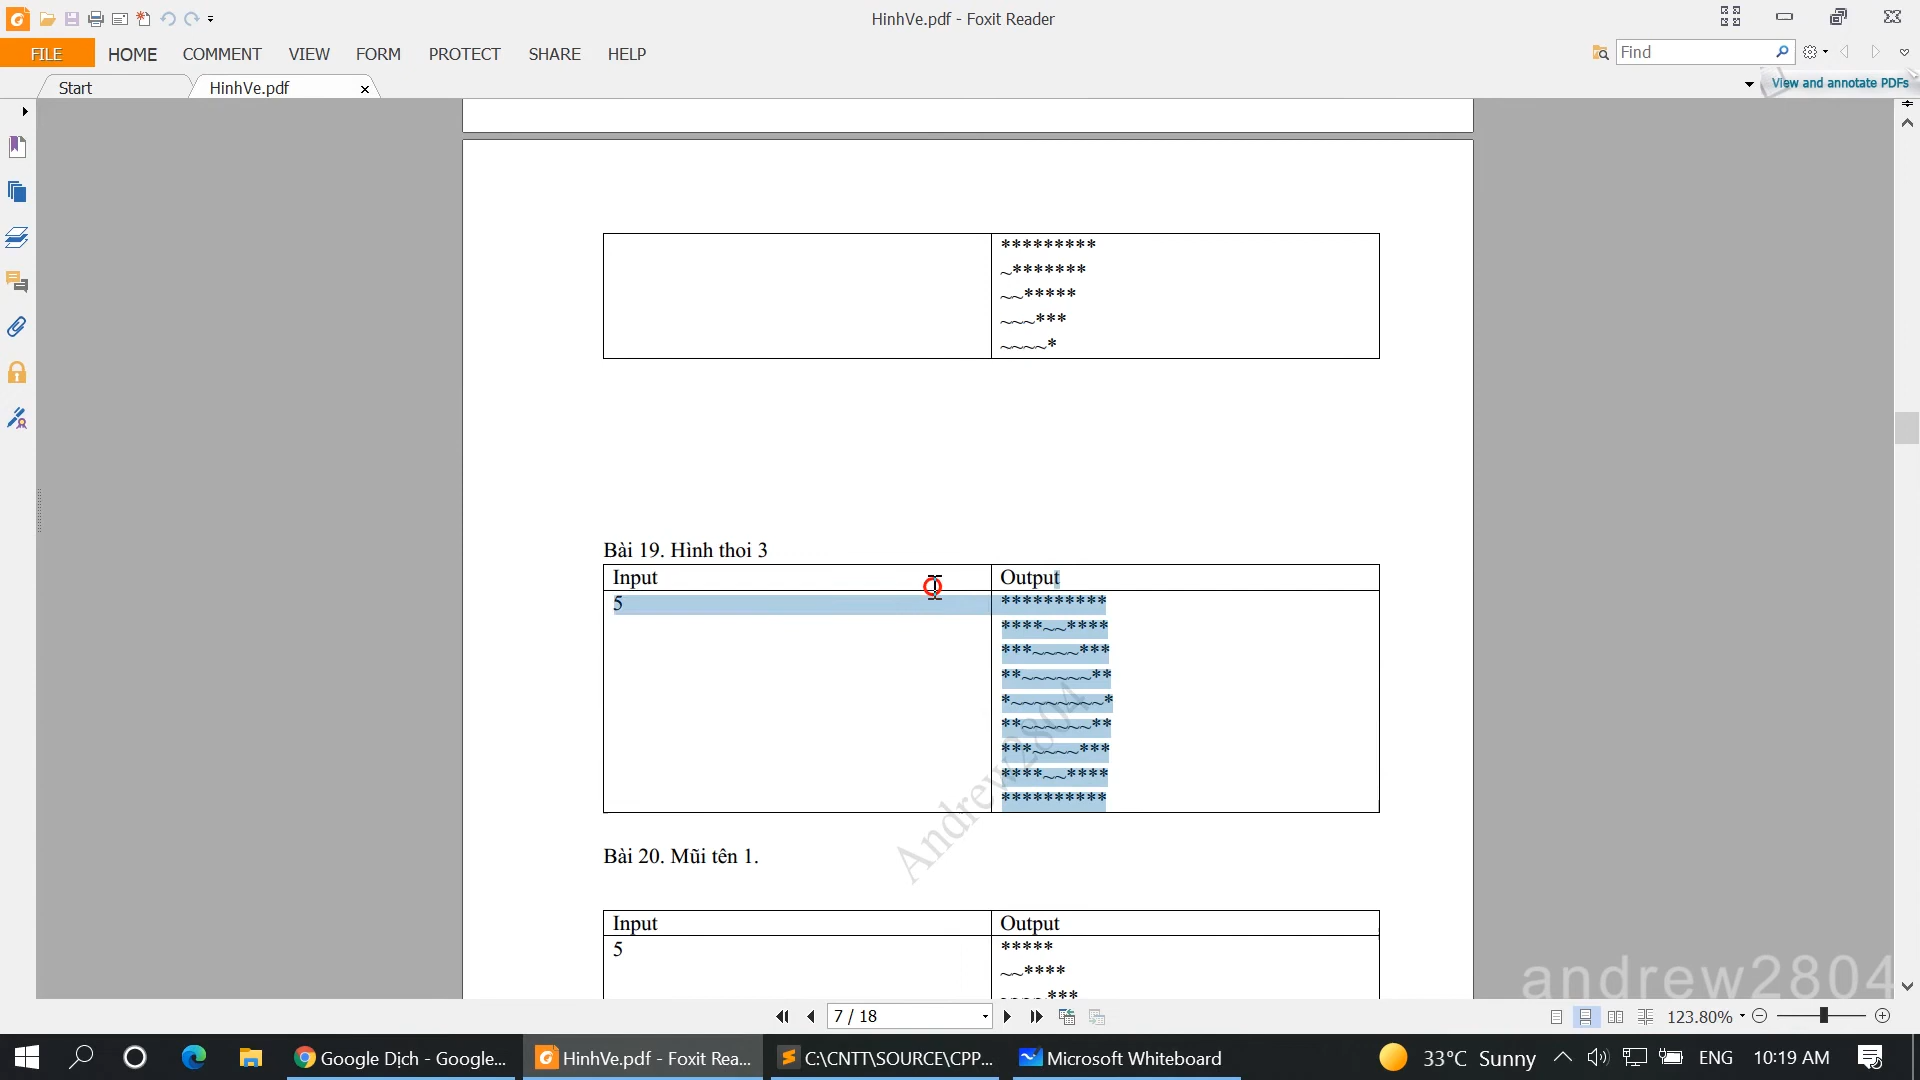 HinhVe.pdf - Foxit Reader
FILE HOME COMMENT VIEW FORM PROTECT SHARE HELP
Find
Start HinhVe.pdf
View and annotate PDFs
*********
~*******
~~*****
~~~***
~~~~*
Bài 19. Hình thoi 3
Input Output
5 **********
****~~****
***~~~~***
**~~~~~~**
*~~~~~~~~*
**~~~~~~**
***~~~~***
****~~****
**********
Andrew2804
Bài 20. Mũi tên 1.
Input Output
5 *****
~~****
~~~~***
andrew2804
7 / 18
123.80%
Google Dịch - Google...
HinhVe.pdf - Foxit Rea...
C:\CNTT\SOURCE\CPP...
Microsoft Whiteboard
33°C Sunny
ENG
10:19 AM